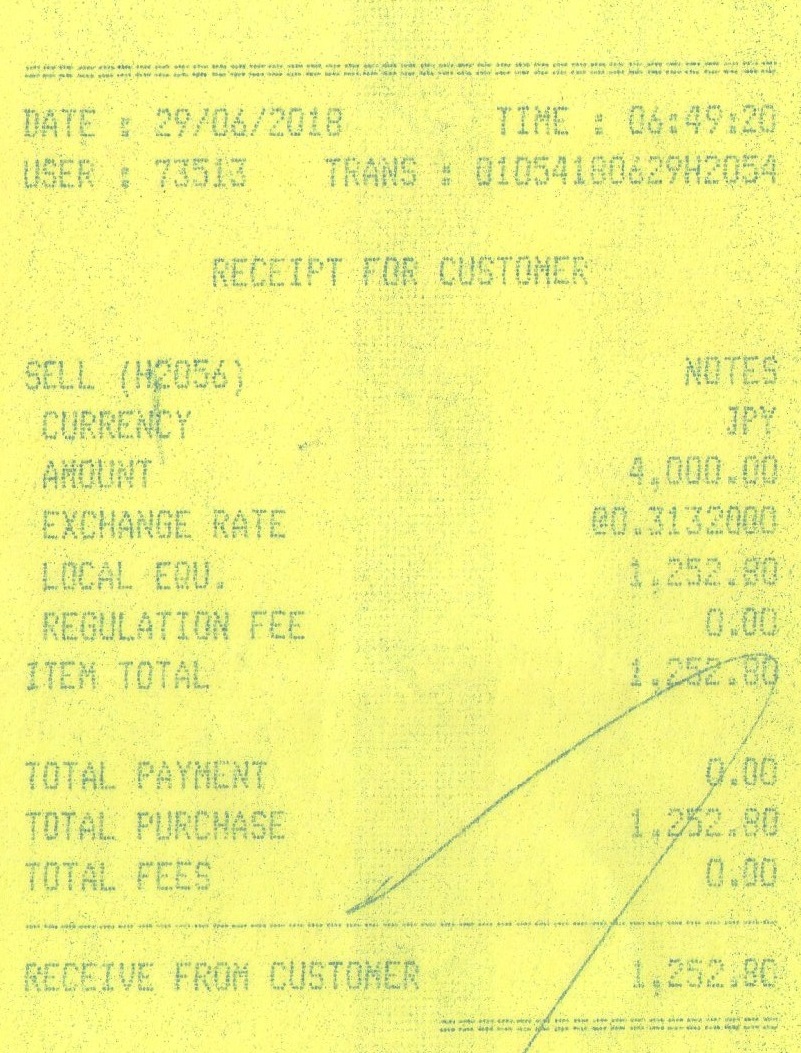 DATE : 29/06/2018 TIME : 06:49:20
USER : 73513 TRANS : 01054180629H2054
RECEIPT FOR CUSTOMER
SELL (H2056) NOTES
CURRENCY JPY
AMOUNT 4,000.00
EXCHANGE RATE @0.3132000
LOCAL EQU. 1,252.80
REGULATION FEE 0.00
ITEM TOTAL 1,252.80
TOTAL PAYMENT 0.00
TOTAL PURCHASE 1,252.80
TOTAL FEES 0.00
RECEIVE FROM CUSTOMER 1,252.80